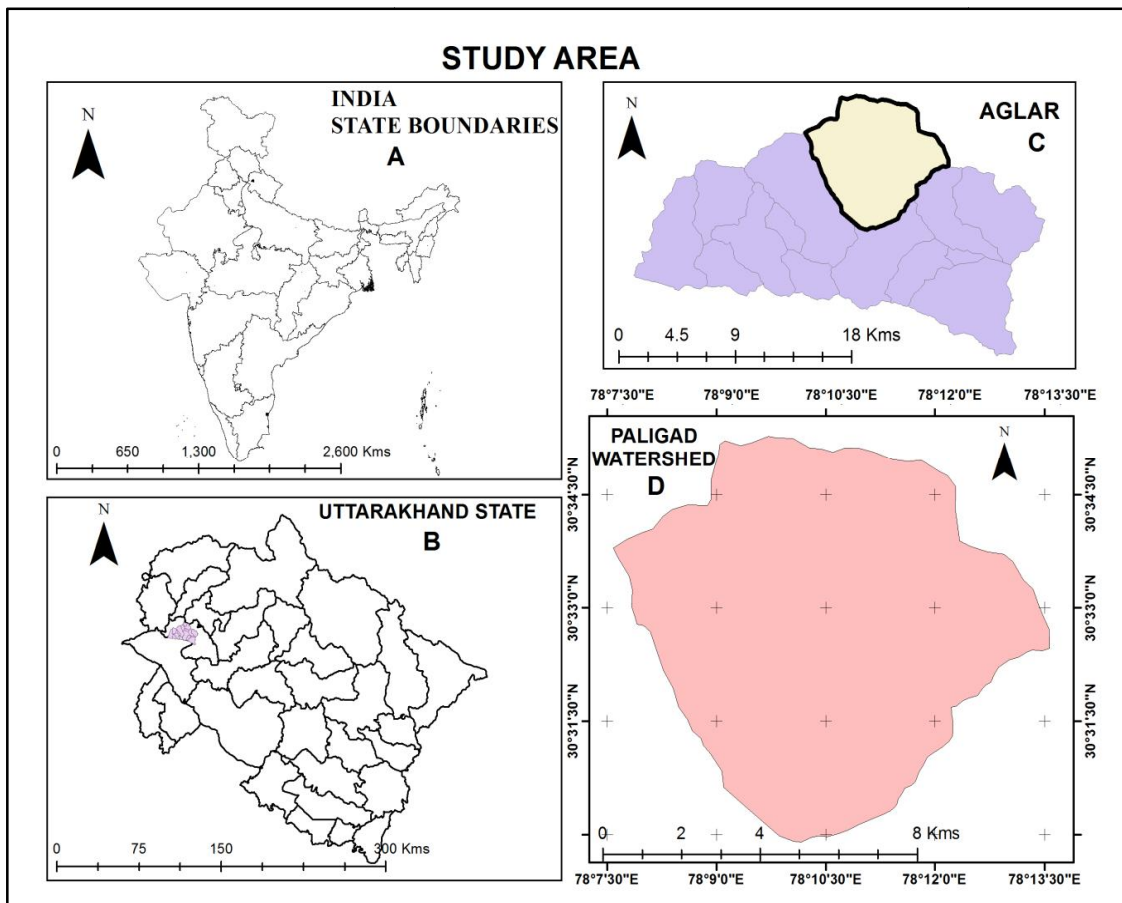 STUDY AREA
N
INDIA
STATE BOUNDARIES
A
0 650 1,300 2,600 Kms
N
AGLAR
C
0 4.5 9 18 Kms
N
UTTARAKHAND STATE
B
0 75 150 300 Kms
78°7'30"E 78°9'0"E 78°10'30"E 78°12'0"E 78°13'30"E
PALIGAD
WATERSHED
D
N
30°34'30"N 30°34'30"N
30°33'0"N 30°33'0"N
30°31'30"N 30°31'30"N
0 2 4 8 Kms
78°7'30"E 78°9'0"E 78°10'30"E 78°12'0"E 78°13'30"E